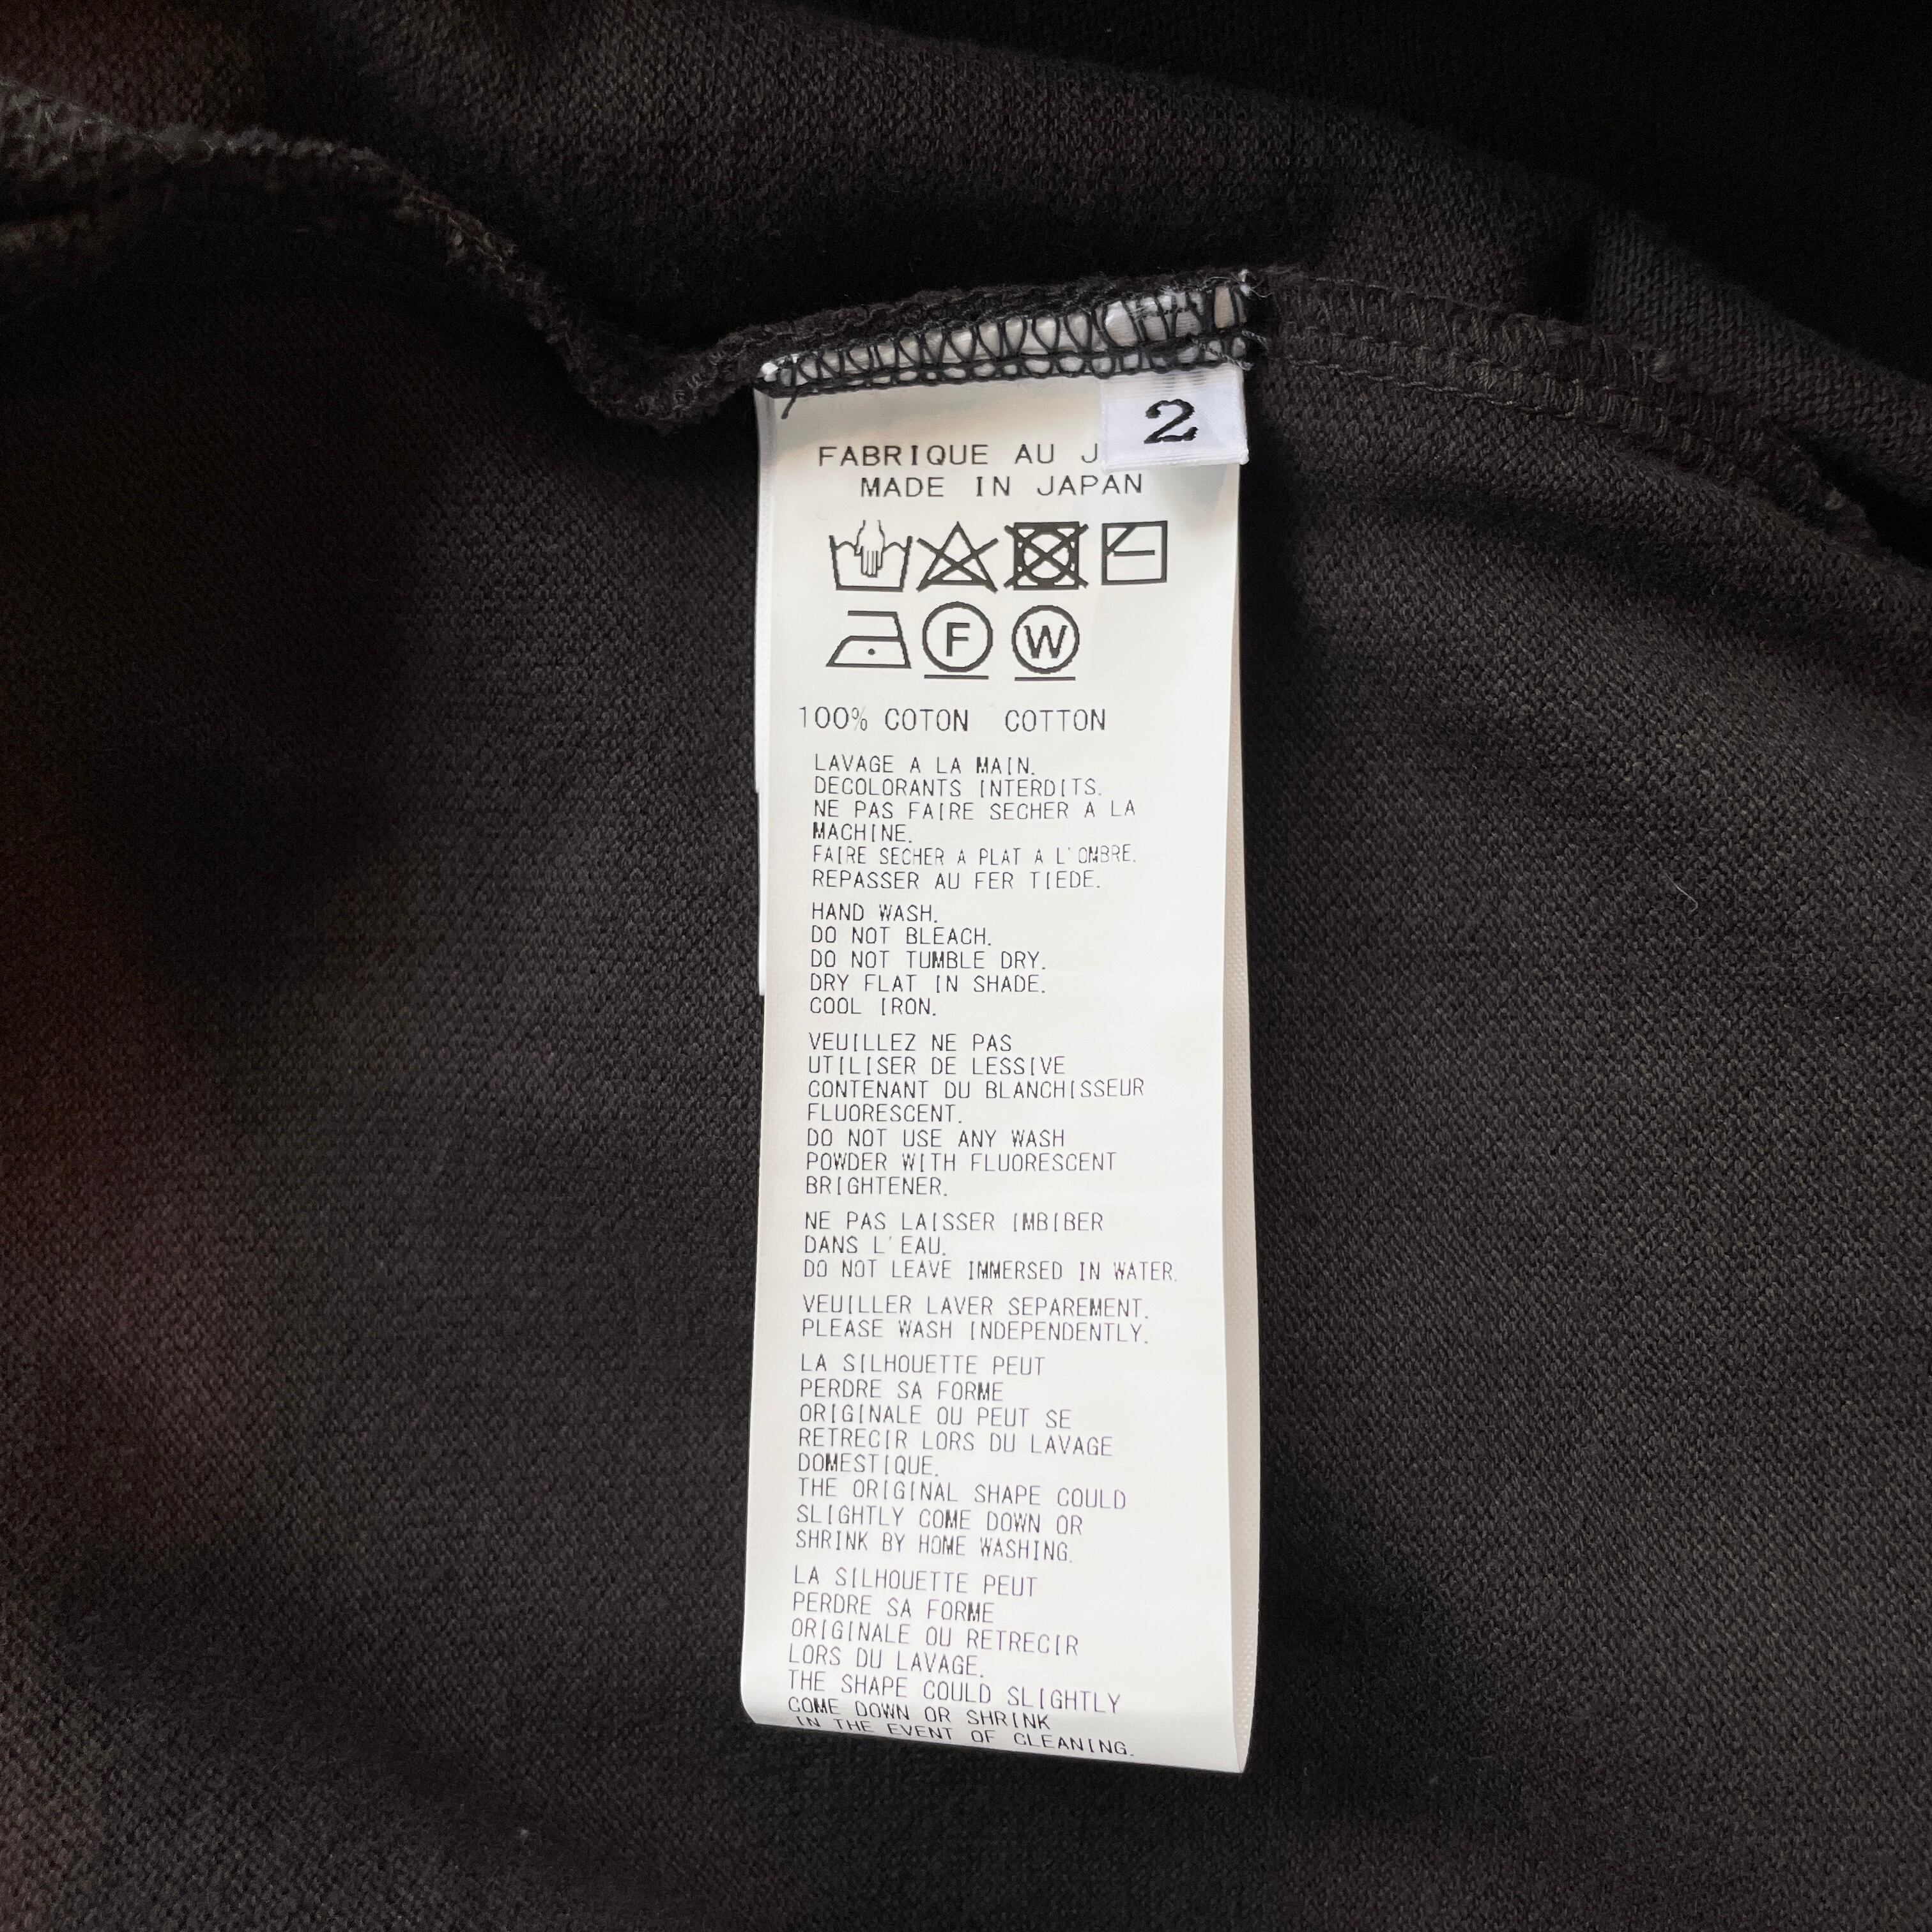 2
FABRIQUE AU J
MADE IN JAPAN
F W
100% COTON COTTON
LAVAGE A LA MAIN.
DECOLORANTS INTERDITS.
NE PAS FAIRE SECHER A LA
MACHINE.
FAIRE SECHER A PLAT A L'OMBRE.
REPASSER AU FER TIEDE.
HAND WASH.
DO NOT BLEACH.
DO NOT TUMBLE DRY.
DRY FLAT IN SHADE.
COOL IRON.
VEUILLEZ NE PAS
UTILISER DE LESSIVE
CONTENANT DU BLANCHISSEUR
FLUORESCENT.
DO NOT USE ANY WASH
POWDER WITH FLUORESCENT
BRIGHTENER.
NE PAS LAISSER IMBIBER
DANS L'EAU.
DO NOT LEAVE IMMERSED IN WATER.
VEUILLER LAVER SEPAREMENT.
PLEASE WASH INDEPENDENTLY.
LA SILHOUETTE PEUT
PERDRE SA FORME
ORIGINALE OU PEUT SE
RETRECIR LORS DU LAVAGE
DOMESTIQUE.
THE ORIGINAL SHAPE COULD
SLIGHTLY COME DOWN OR
SHRINK BY HOME WASHING.
LA SILHOUETTE PEUT
PERDRE SA FORME
ORIGINALE OU RETRECIR
LORS DU LAVAGE.
THE SHAPE COULD SLIGHTLY
COME DOWN OR SHRINK
IN THE EVENT OF CLEANING.